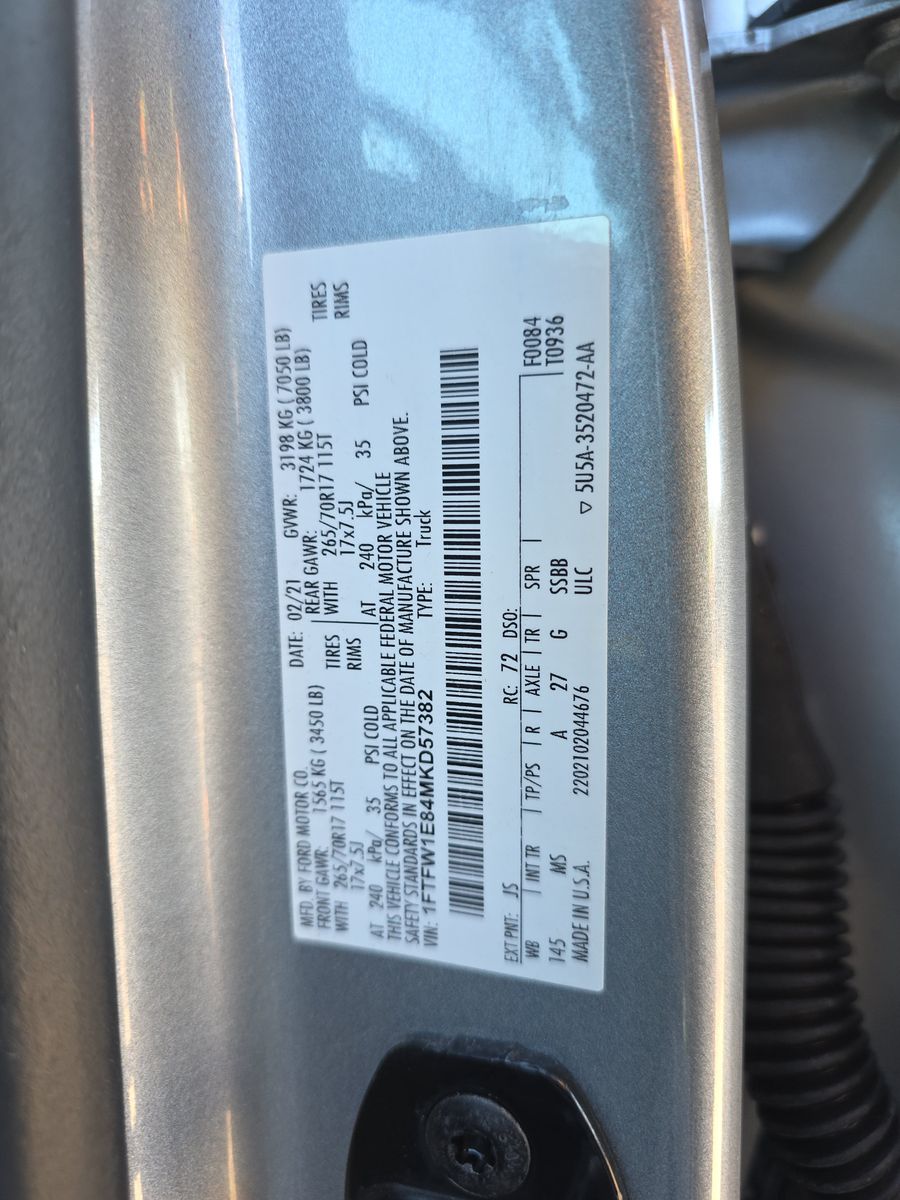 MFD. BY FORD MOTOR CO. DATE: 02/21 GVWR: 3198 KG ( 7050 LB)
FRONT GAWR: 1565 KG ( 3450 LB) REAR GAWR: 1724 KG ( 3800 LB)
WITH 265/70R17 115T TIRES WITH 265/70R17 115T TIRES
17x7.5J RIMS 17x7.5J RIMS
AT 240 kPa/ 35 PSI COLD AT 240 kPa/ 35 PSI COLD
THIS VEHICLE CONFORMS TO ALL APPLICABLE FEDERAL MOTOR VEHICLE
SAFETY STANDARDS IN EFFECT ON THE DATE OF MANUFACTURE SHOWN ABOVE.
VIN: 1FTFW1E84MKD57382 TYPE: Truck
EXT PNT: JS RC: 72 DSO:
WB | INT TR | TP/PS | R | AXLE | TR | SPR | F0084
145 MS A 27 G SSBB T0936
MADE IN U.S.A. 2202102044676 ULC ▽ 5U5A-3520472-AA